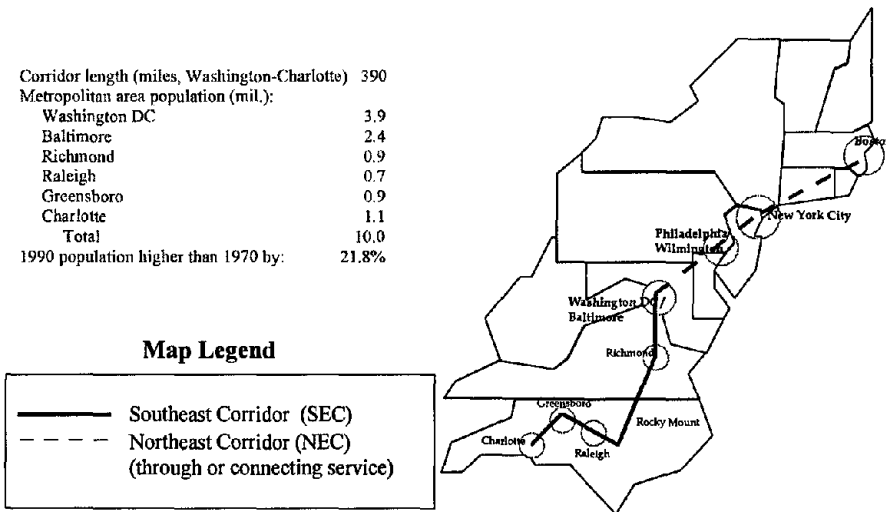 Corridor length (miles, Washington-Charlotte) 390
Metropolitan area population (mil.):
Washington DC 3.9
Baltimore 2.4
Richmond 0.9
Raleigh 0.7
Greensboro 0.9
Charlotte 1.1
Total 10.0
1990 population higher than 1970 by: 21.8%
Map Legend
Southeast Corridor (SEC)
Northeast Corridor (NEC)
(through or connecting service)
Boston
New York City
Philadelphia
Wilmington
Washington DC/
Baltimore
Richmond
Greensboro
Rocky Mount
Charlotte
Raleigh